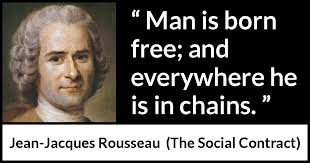 “ Man is born
free; and
everywhere he
is in chains. ”
Jean-Jacques Rousseau (The Social Contract)